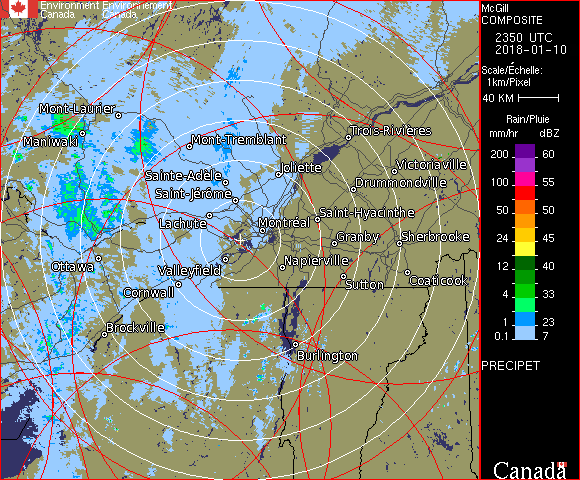 Environment Environnement
Canada Canada
McGill
COMPOSITE
2350 UTC
2018-01-10
Scale/Échelle:
1km/Pixel
40 KM
Rain/Pluie
mm/hr dBZ
200 60
100 55
50 50
24 45
12 40
4 33
1 23
0.1 7
PRECIPET
Canada
Mont-Laurier
Maniwaki
Mont-Tremblant
Trois-Rivières
Joliette
Victoriaville
Sainte-Adèle
Drummondville
Saint-Jérôme
Saint-Hyacinthe
Lachute
Montréal
Granby
Sherbrooke
Ottawa
Valleyfield
Napierville
Cornwall
Sutton
Coaticook
Brockville
Burlington